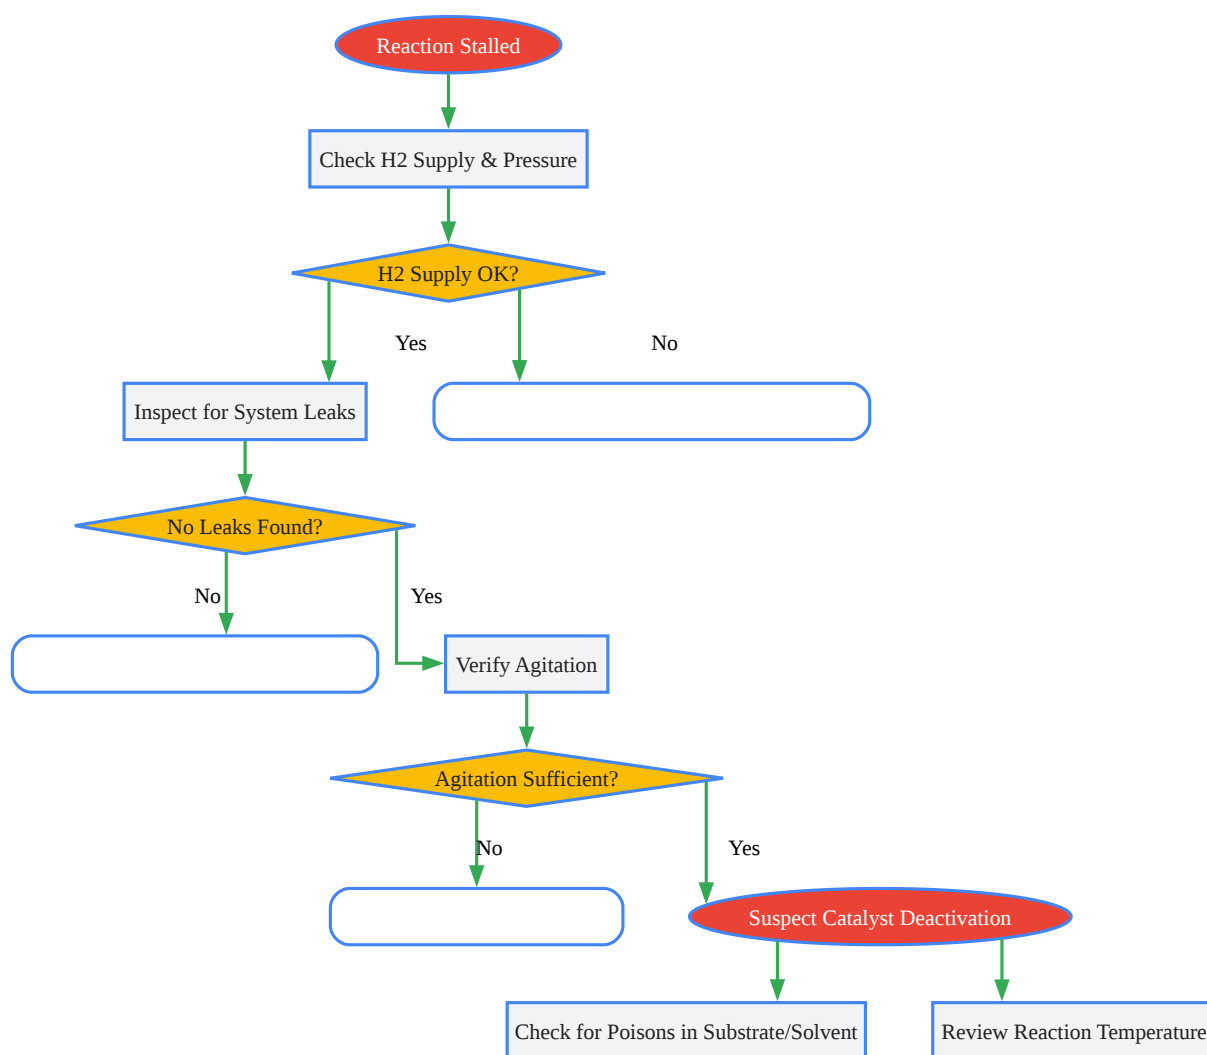 Reaction Stalled
Check H2 Supply & Pressure
H2 Supply OK?
Yes
No
Inspect for System Leaks
No Leaks Found?
No
Yes
Verify Agitation
Agitation Sufficient?
No
Yes
Suspect Catalyst Deactivation
Check for Poisons in Substrate/Solvent
Review Reaction Temperature